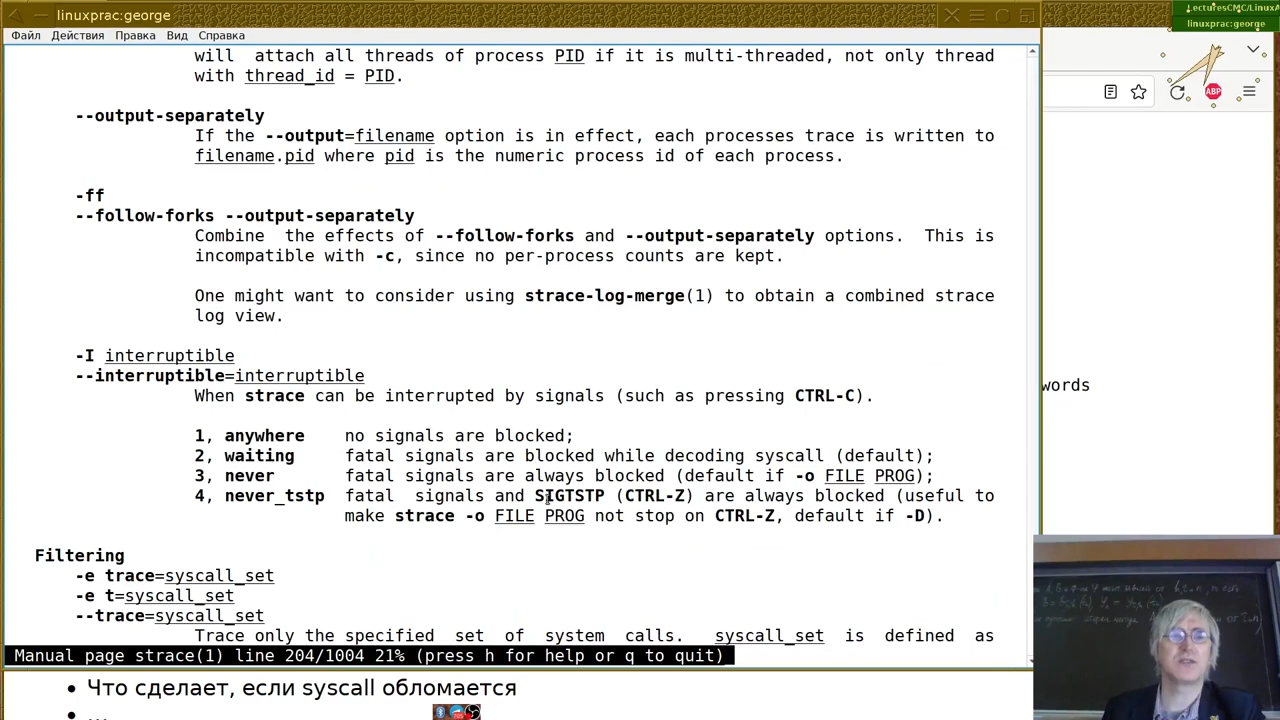 linuxprac:george
LecturesCMC/LinuxA
linuxprac:george
Файл Действия Правка Вид Справка
will attach all threads of process PID if it is multi-threaded, not only thread
with thread_id = PID.
--output-separately
If the --output=filename option is in effect, each processes trace is written to
filename.pid where pid is the numeric process id of each process.
-ff
--follow-forks --output-separately
Combine the effects of --follow-forks and --output-separately options. This is
incompatible with -c, since no per-process counts are kept.
One might want to consider using strace-log-merge(1) to obtain a combined strace
log view.
-I interruptible
--interruptible=interruptible
When strace can be interrupted by signals (such as pressing CTRL-C).
1, anywhere no signals are blocked;
2, waiting fatal signals are blocked while decoding syscall (default);
3, never fatal signals are always blocked (default if -o FILE PROG);
4, never_tstp fatal signals and SIGTSTP (CTRL-Z) are always blocked (useful to
make strace -o FILE PROG not stop on CTRL-Z, default if -D).
Filtering
-e trace=syscall_set
-e t=syscall_set
--trace=syscall_set
Trace only the specified set of system calls. syscall_set is defined as
Manual page strace(1) line 204/1004 21% (press h for help or q to quit)
ABP
words
• Что сделает, если syscall обломается
• ...